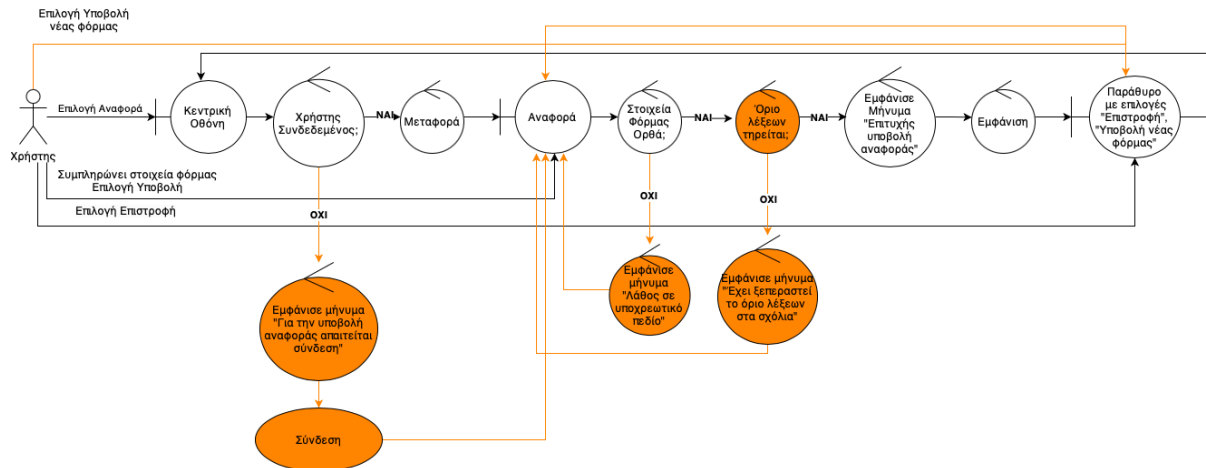 Επιλογή Υποβολή
νέας φόρμας
Χρήστης
Επιλογή Αναφορά
Κεντρική
Οθόνη
Χρήστης
Συνδεδεμένος;
ΝΑΙ
Μεταφορά
Αναφορά
Στοιχεία
Φόρμας
Ορθά;
ΝΑΙ
Όριο
λέξεων
τηρείται;
ΝΑΙ
Εμφάνισε
Μήνυμα
"Επιτυχής
υποβολή
αναφοράς"
Εμφάνιση
Παράθυρο
με επιλογές
"Επιστροφή",
"Υποβολή νέας
φόρμας"
Συμπληρώνει στοιχεία φόρμας
Επιλογή Υποβολή
Επιλογή Επιστροφή
ΟΧΙ
ΟΧΙ
ΟΧΙ
Εμφάνισε μήνυμα
"Για την υποβολή
αναφοράς απαιτείται
σύνδεση"
Εμφάνισε
μήνυμα
"Λάθος σε
υποχρεωτικό
πεδίο"
Εμφάνισε μήνυμα
"Έχει ξεπεραστεί
το όριο λέξεων
στα σχόλια"
Σύνδεση